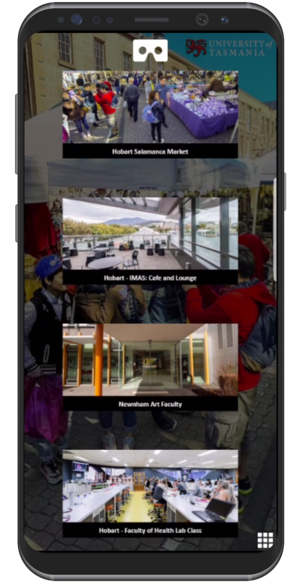 UNIVERSITY of
TASMANIA
Hobart Salamanca Market
Hobart - IMAS: Cafe and Lounge
Newnham Art Faculty
Hobart - Faculty of Health Lab Class